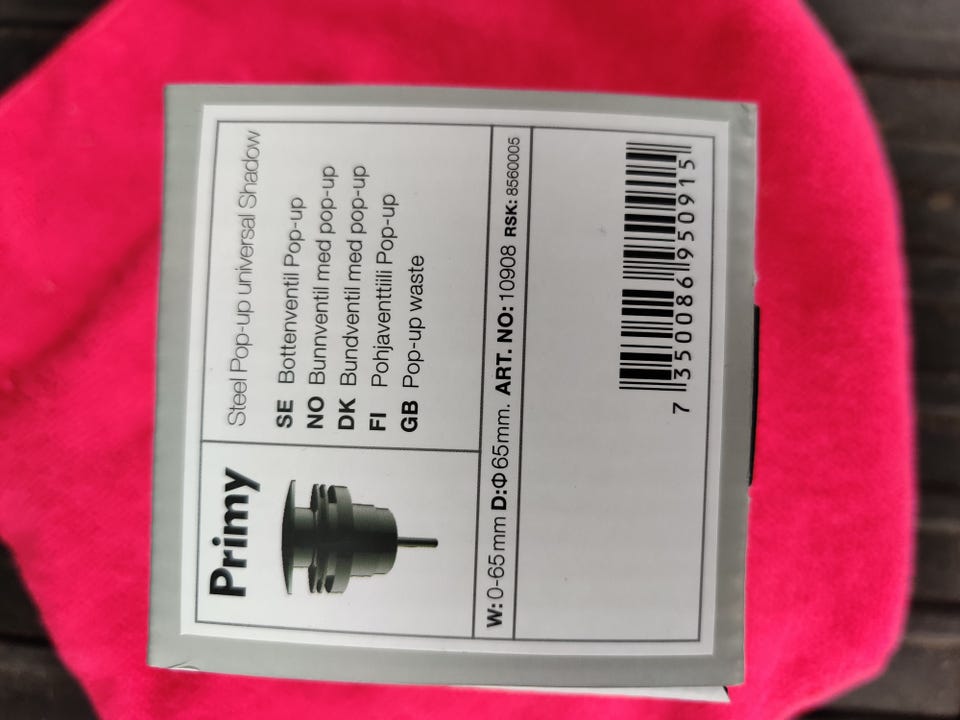 Primy
Steel Pop-up universal Shadow
SE Bottenventil Pop-up
NO Bunnventil med pop-up
DK Bundventil med pop-up
FI Pohjaventtiili Pop-up
GB Pop-up waste
W: 0-65mm D:Φ65mm. ART. NO: 10908 RSK: 8560005
7 350086 950915